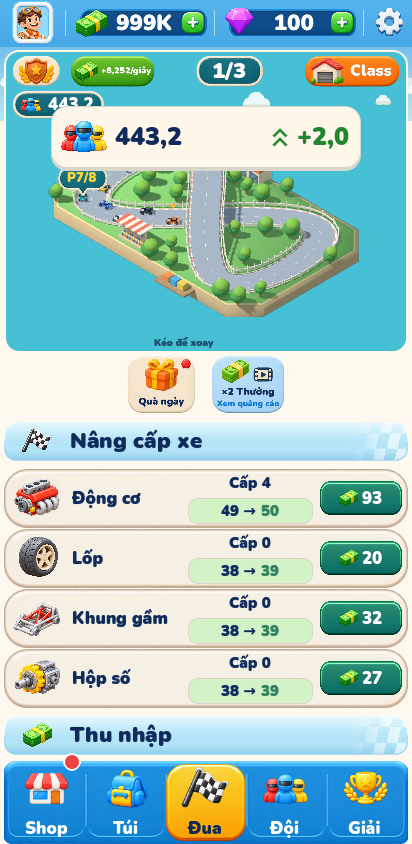 999K
100
+8,252/giây
1/3
Class
443,2
443,2
+2,0
P7/8
Kéo để xoay
Quà ngày
×2 Thưởng
Xem quảng cáo
Nâng cấp xe
Động cơ
Cấp 4
49 → 50
93
Lốp
Cấp 0
38 → 39
20
Khung gầm
Cấp 0
38 → 39
32
Hộp số
Cấp 0
38 → 39
27
Thu nhập
Shop
Túi
Đua
Đội
Giải